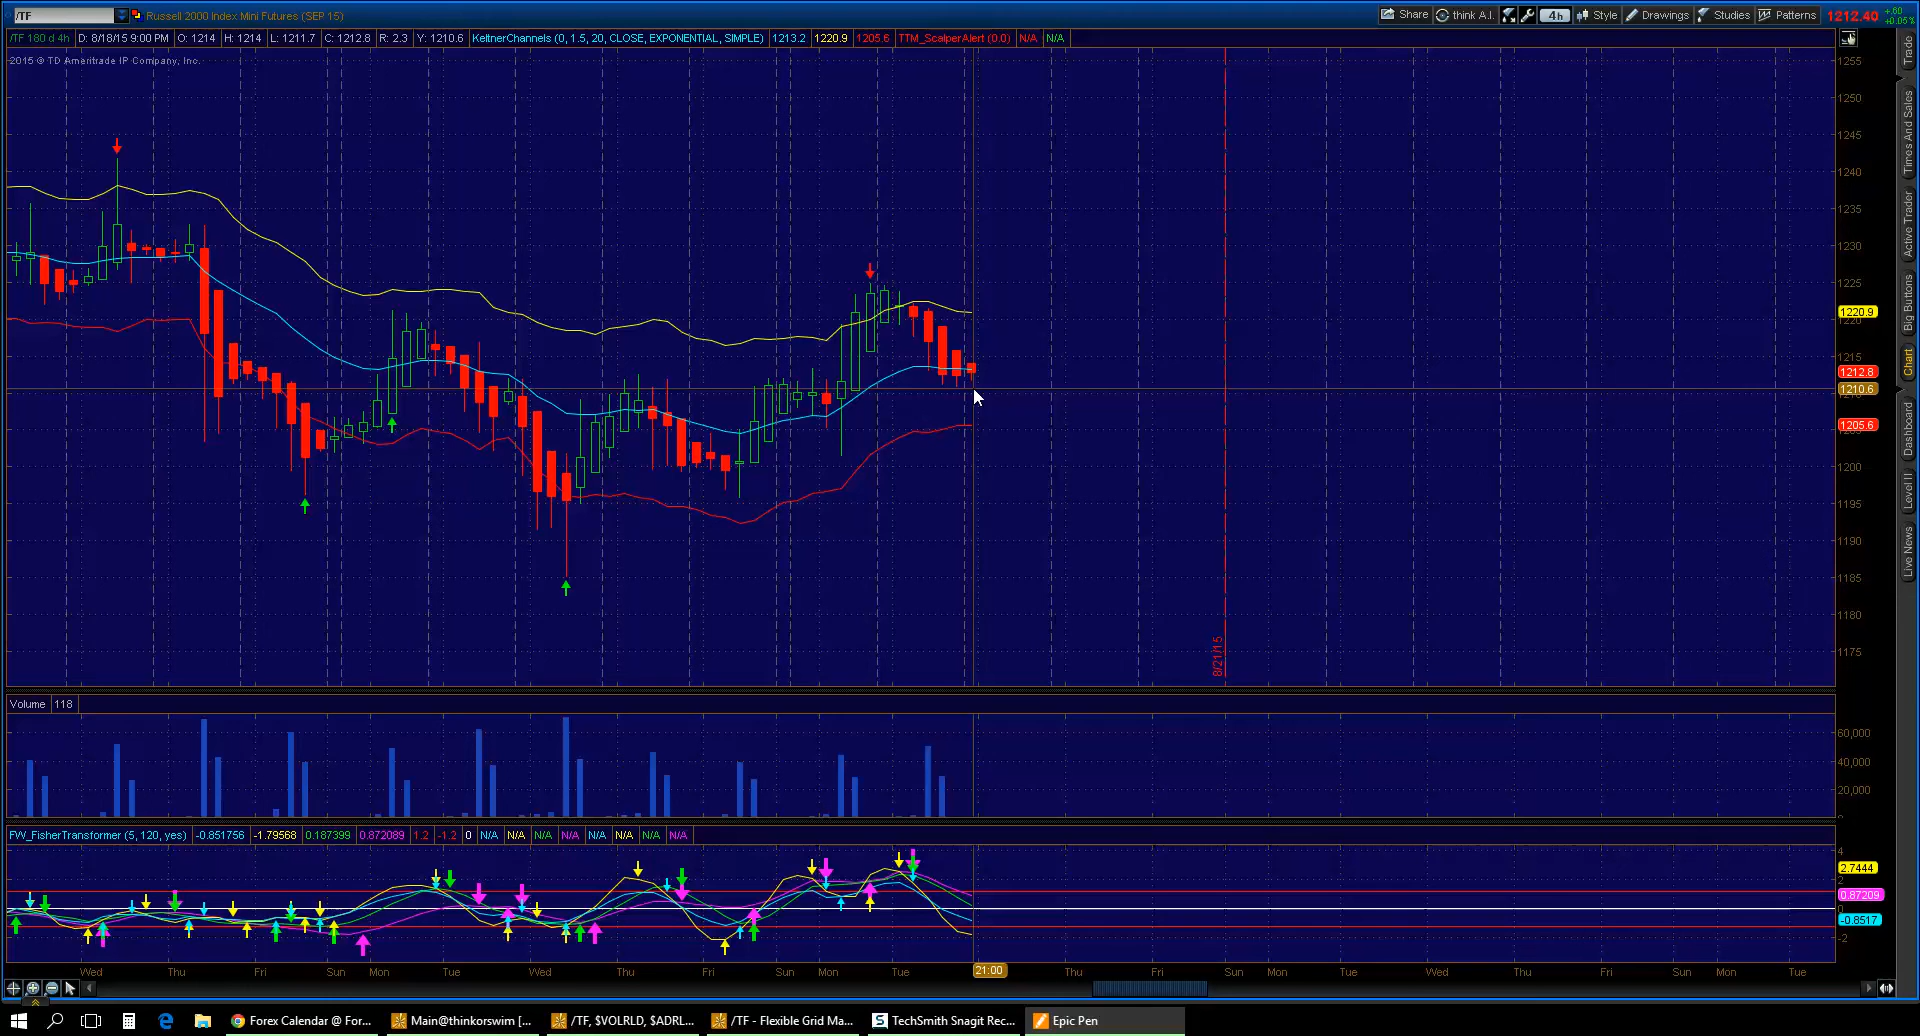 /TF Russell 2000 Index Mini Futures (SEP 15) Share think A.I. 4h Style Drawings Studies Patterns 1212.40 +.60 +0.05%
/TF 180 d 4h D: 8/18/15 9:00 PM O: 1214 H: 1214 L: 1211.7 C: 1212.8 R: 2.3 Y: 1210.6 KeltnerChannels (0, 1.5, 20, CLOSE, EXPONENTIAL, SIMPLE) 1213.2 1220.9 1205.6 TTM_ScalperAlert (0.0) N/A N/A
2015 © TD Ameritrade IP Company, Inc.
1255
1250
1245
1240
1235
1230
1225
1220.9
1220
1215
1212.8
1210.6
1205.6
1200
1195
1190
1185
1180
1175
8/21/15
Trade
Times And Sales
Active Trader
Big Buttons
Chart
Dashboard
Level II
Live News
Volume 118
60,000
40,000
20,000
FW_FisherTransformer (5, 120, yes) -0.851756 -1.79568 0.187399 0.872089 1.2 -1.2 0 N/A N/A N/A N/A N/A N/A N/A N/A
4
2.7444
2
0.87209
0
-0.8517
-2
Wed Thu Fri Sun Mon Tue Wed Thu Fri Sun Mon Tue 21:00 Thu Fri Sun Mon Tue Wed Thu Fri Sun Mon Tue
Forex Calendar @ For... Main@thinkorswim [... /TF, $VOLRLD, $ADRL... /TF - Flexible Grid Ma... TechSmith Snagit Rec... Epic Pen